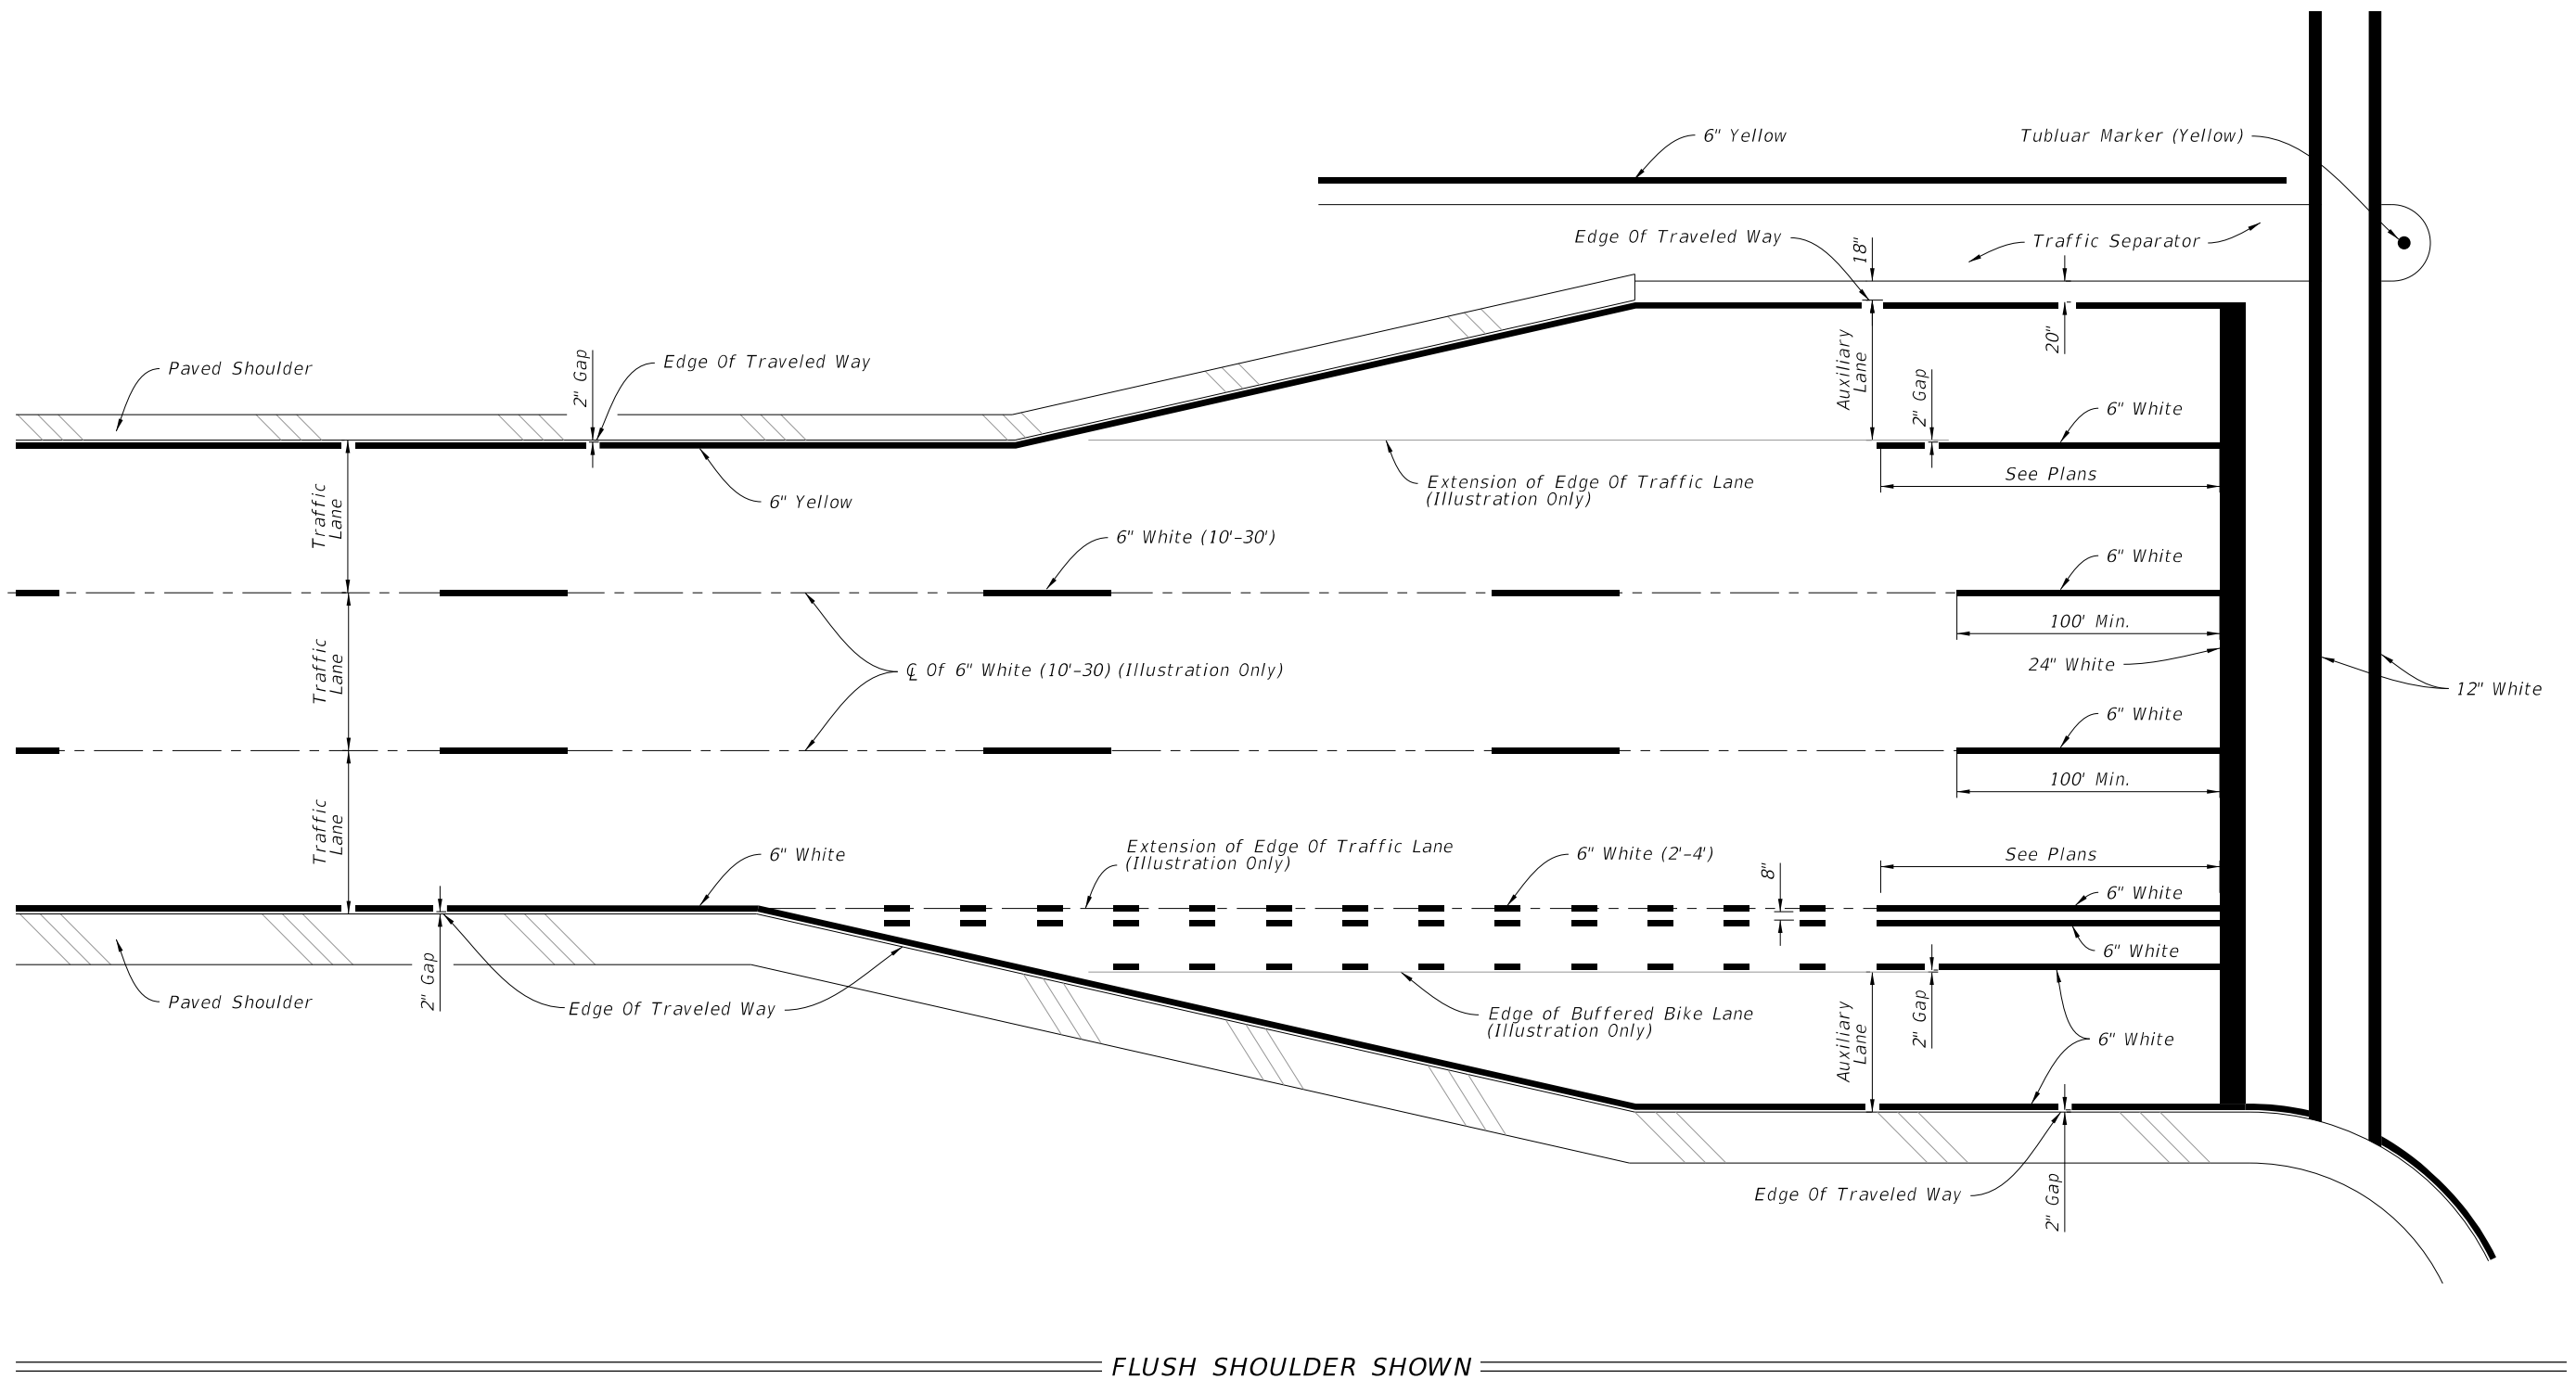 6" Yellow
Tubluar Marker (Yellow)
Edge Of Traveled Way
18"
Traffic Separator
20"
Paved Shoulder
2" Gap
Edge Of Traveled Way
Auxiliary
Lane
2" Gap
6" White
6" Yellow
Extension of Edge Of Traffic Lane
(Illustration Only)
See Plans
Traffic
Lane
6" White (10'-30')
6" White
100' Min.
Traffic
Lane
℄ Of 6" White (10'-30) (Illustration Only)
24" White
12" White
6" White
100' Min.
Traffic
Lane
6" White
Extension of Edge Of Traffic Lane
(Illustration Only)
6" White (2'-4')
8"
See Plans
6" White
6" White
Paved Shoulder
2" Gap
Edge Of Traveled Way
Edge of Buffered Bike Lane
(Illustration Only)
Auxiliary
Lane
2" Gap
6" White
Edge Of Traveled Way
2" Gap
FLUSH SHOULDER SHOWN